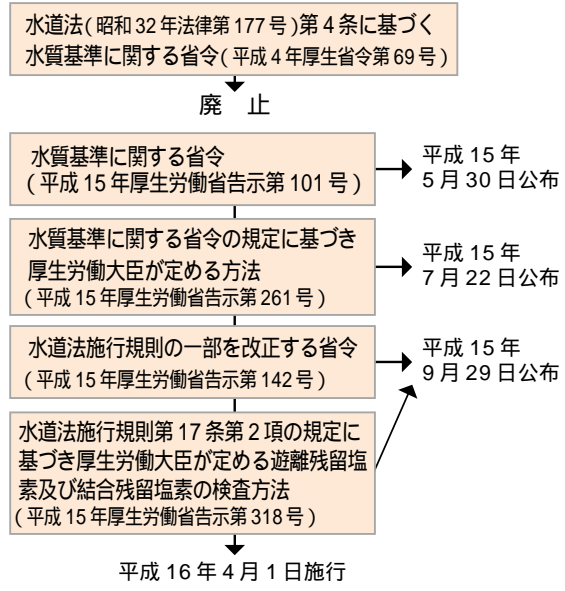 水道法(昭和32年法律第177号)第4条に基づく
水質基準に関する省令(平成4年厚生省令第69号)
廃 止
水質基準に関する省令
(平成15年厚生労働省告示第101号)
平成15年
5月30日公布
水質基準に関する省令の規定に基づき
厚生労働大臣が定める方法
(平成15年厚生労働省告示第261号)
平成15年
7月22日公布
水道法施行規則の一部を改正する省令
(平成15年厚生労働省告示第142号)
平成15年
9月29日公布
水道法施行規則第17条第2項の規定に
基づき厚生労働大臣が定める遊離残留塩
素及び結合残留塩素の検査方法
(平成15年厚生労働省告示第318号)
平成16年4月1日施行